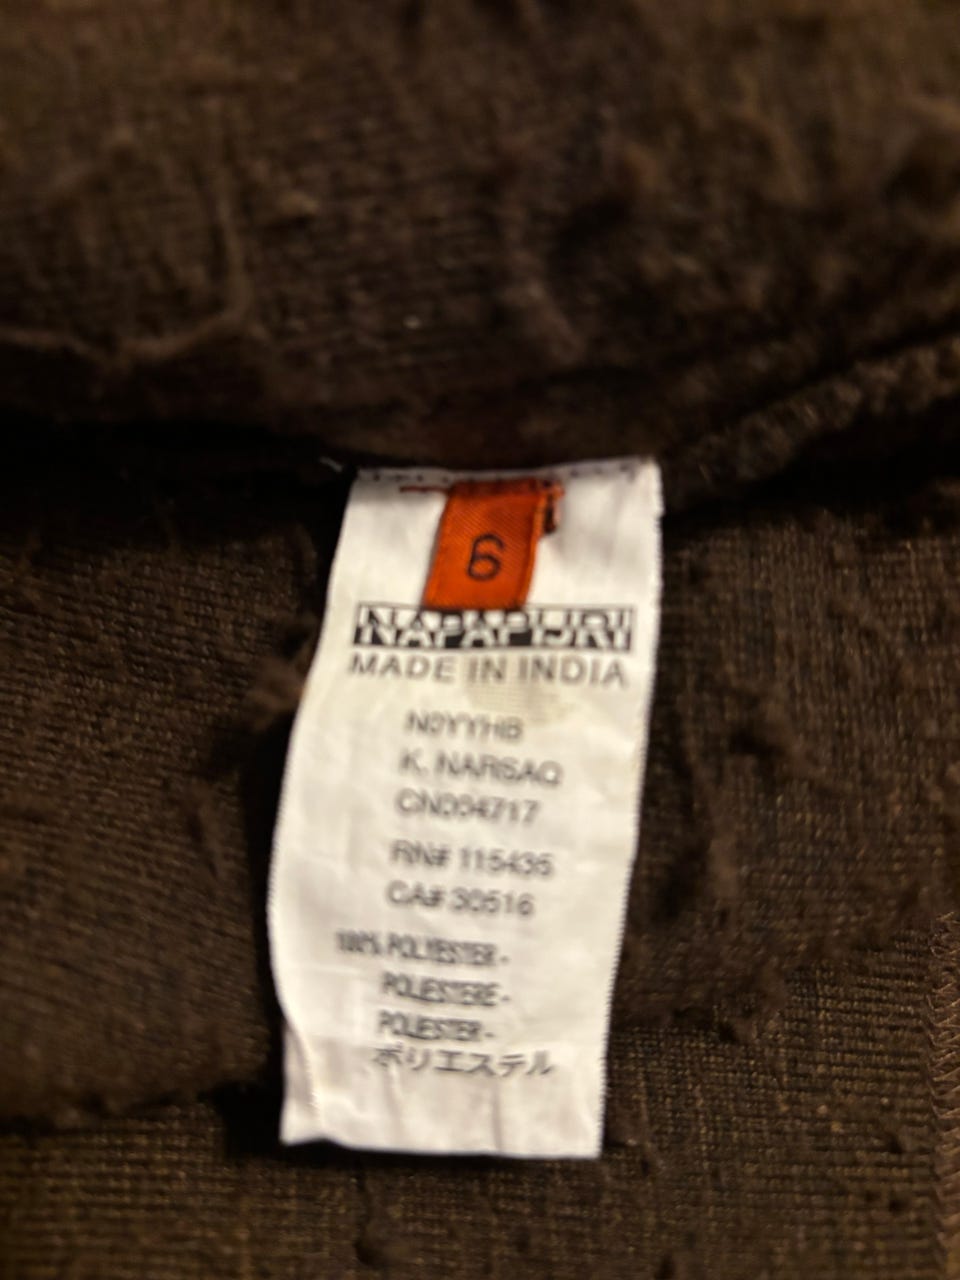 6
NAPAPIJRI
MADE IN INDIA
N0YYHB
K. NARSAQ
CN004717
RN# 115435
CA# 30516
100% POLYESTER -
POLIESTERE -
POLIESTER -
ポリエステル